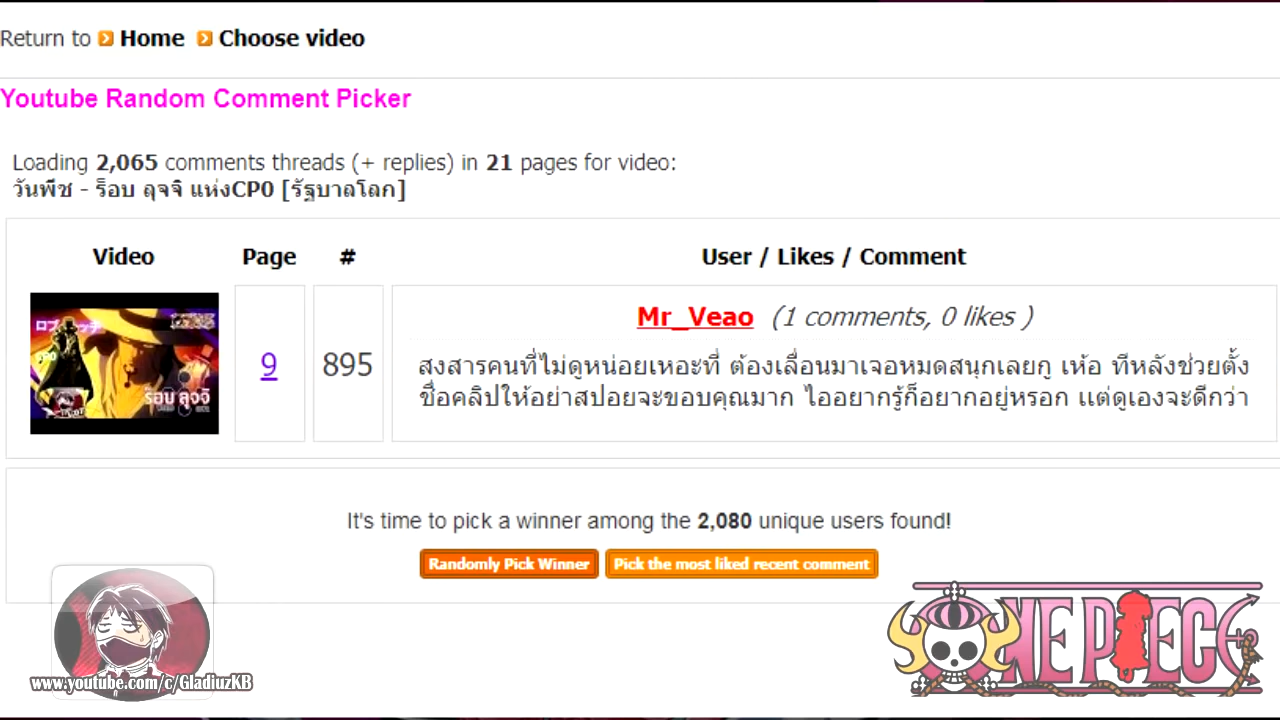 Return to Home Choose video
Youtube Random Comment Picker
Loading 2,065 comments threads (+ replies) in 21 pages for video:
วันพีช - ร็อบ ลุจจิ แห่งCP0 [รัฐบาลโลก]
Video Page # User / Likes / Comment
Mr_Veao (1 comments, 0 likes )
9 895
สงสารคนที่ไม่ดูหน่อยเหอะที่ ต้องเลื่อนมาเจอหมดสนุกเลยกู เห้อ ทีหลังช่วยตั้ง
ชื่อคลิปให้อย่าสปอยจะขอบคุณมาก ไออยากรู้ก็อยากอยู่หรอก แต่ดูเองจะดีกว่า
ร็อบ ลุจจิ
It's time to pick a winner among the 2,080 unique users found!
Randomly Pick Winner Pick the most liked recent comment
ONE PIECE
www.youtube.com/c/GladiuzKB